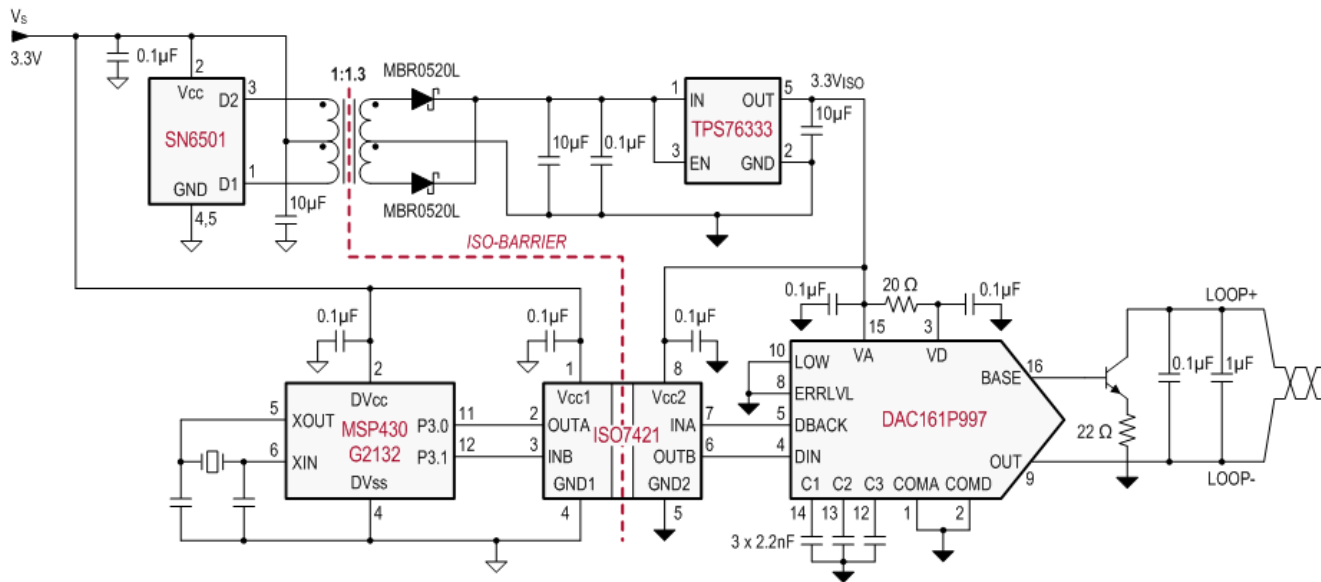 VS
3.3V
0.1µF
2
Vcc
SN6501
D2
3
D1
1
GND
4,5
10µF
1:1.3
MBR0520L
MBR0520L
10µF
0.1µF
1
IN
OUT
5
TPS76333
3
EN
GND
2
3.3VISO
10µF
ISO-BARRIER
0.1µF
2
DVcc
5
XOUT
MSP430
G2132
P3.0
11
6
XIN
P3.1
12
DVss
4
0.1µF
1
Vcc1
2
OUTA
3
INB
GND1
4
ISO7421
0.1µF
8
Vcc2
INA
7
OUTB
6
GND2
5
0.1µF
20 Ω
0.1µF
15
3
VA
VD
10
LOW
8
ERRLVL
5
DBACK
4
DIN
DAC161P997
BASE
16
OUT
9
C1
C2
C3
COMA
COMD
14
13
12
1
2
3 x 2.2nF
22 Ω
0.1µF
1µF
LOOP+
LOOP-